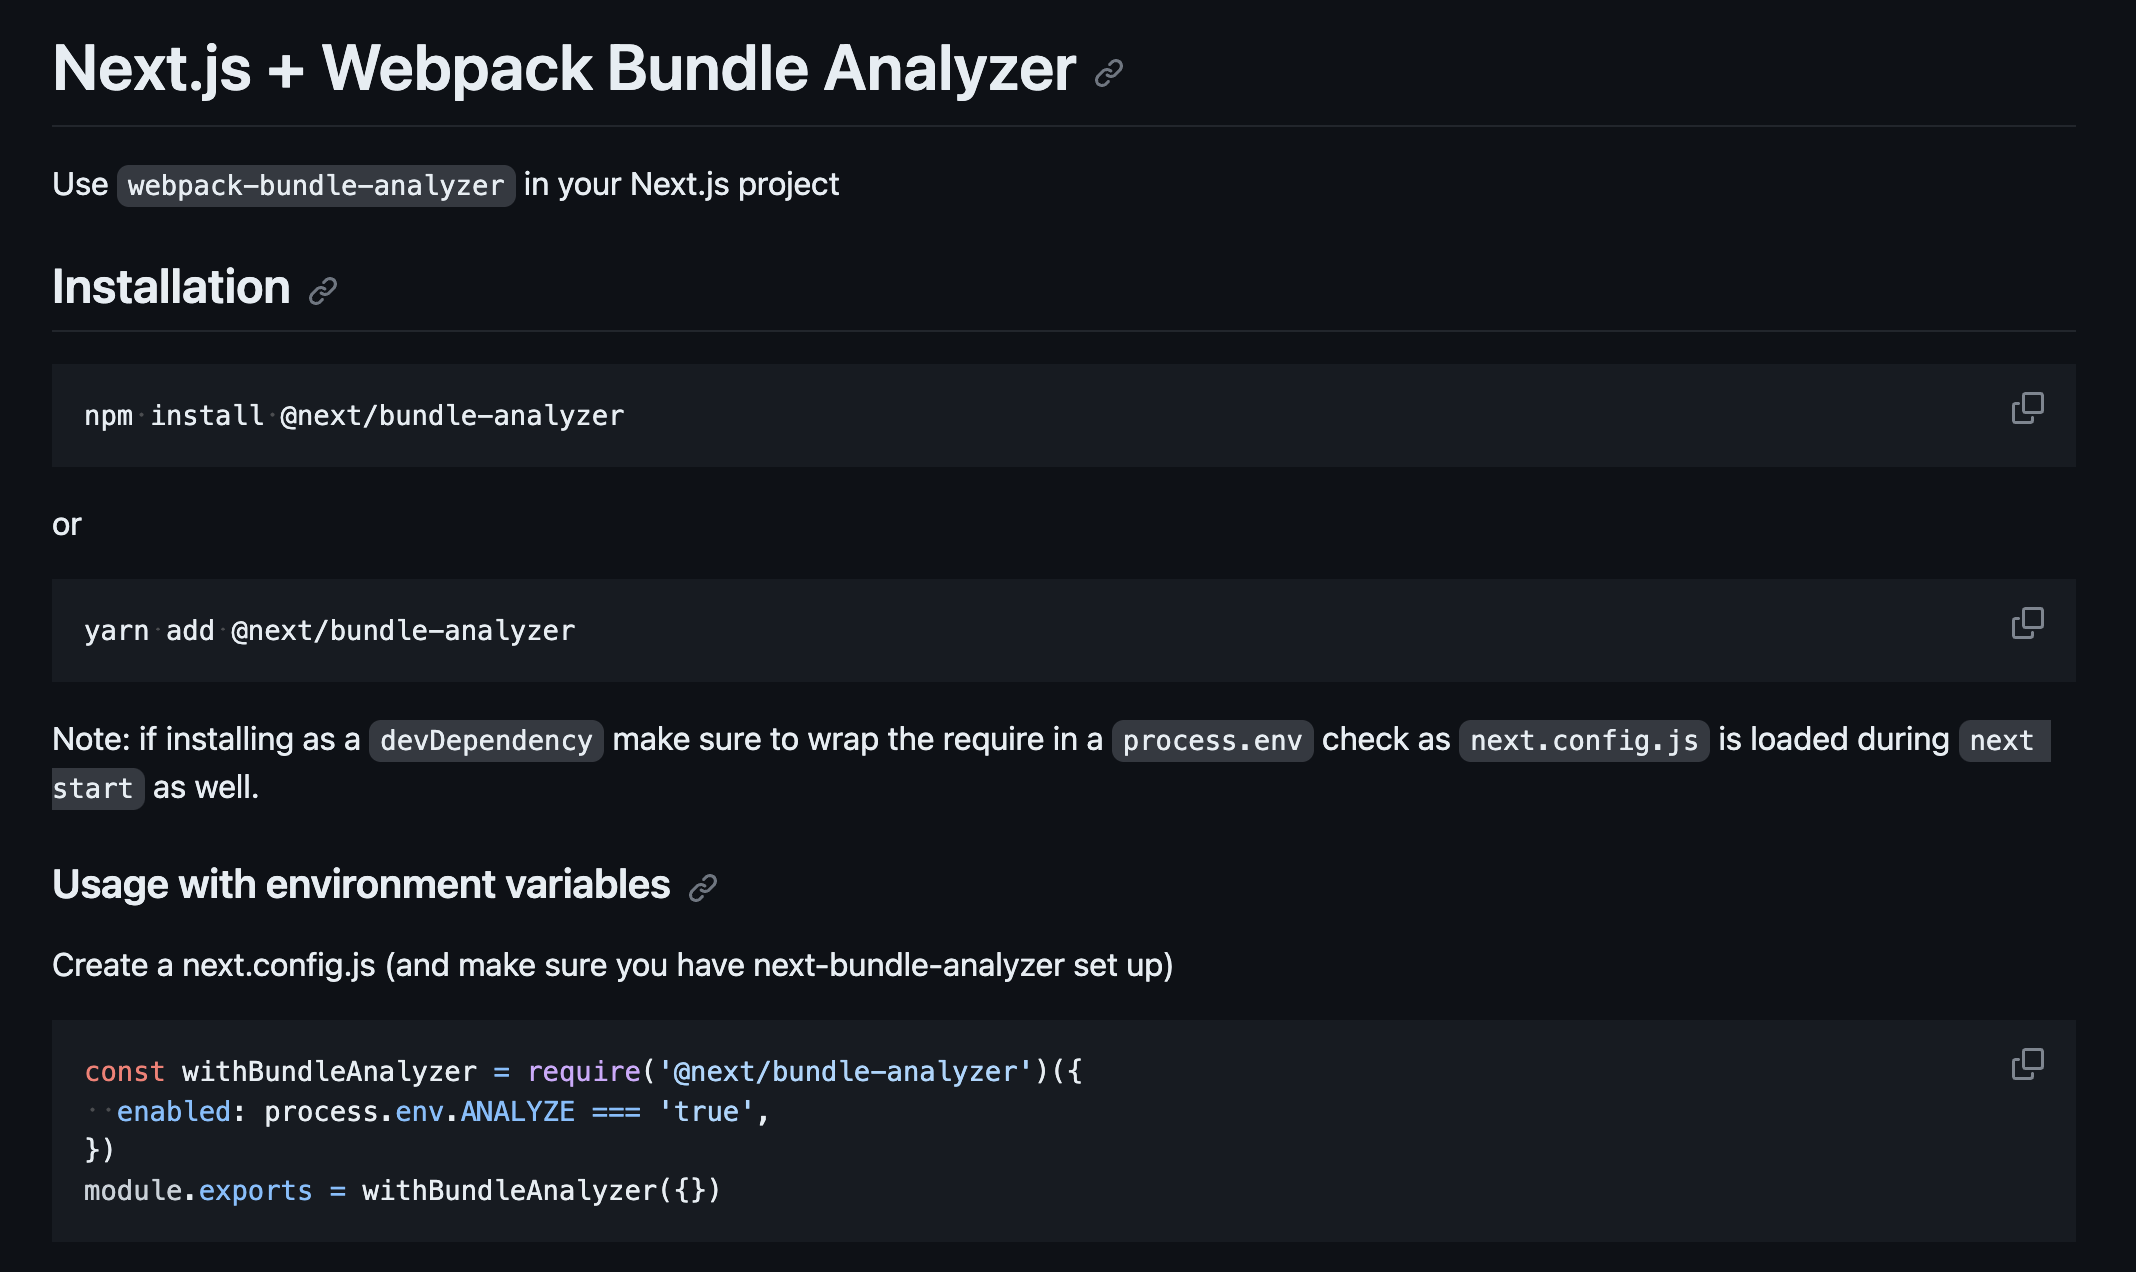 Next.js + Webpack Bundle Analyzer
Use webpack-bundle-analyzer in your Next.js project
Installation
npm install @next/bundle-analyzer
or
yarn add @next/bundle-analyzer
Note: if installing as a devDependency make sure to wrap the require in a process.env check as next.config.js is loaded during next
start as well.
Usage with environment variables
Create a next.config.js (and make sure you have next-bundle-analyzer set up)
const withBundleAnalyzer = require('@next/bundle-analyzer')({
  enabled: process.env.ANALYZE === 'true',
})
module.exports = withBundleAnalyzer({})